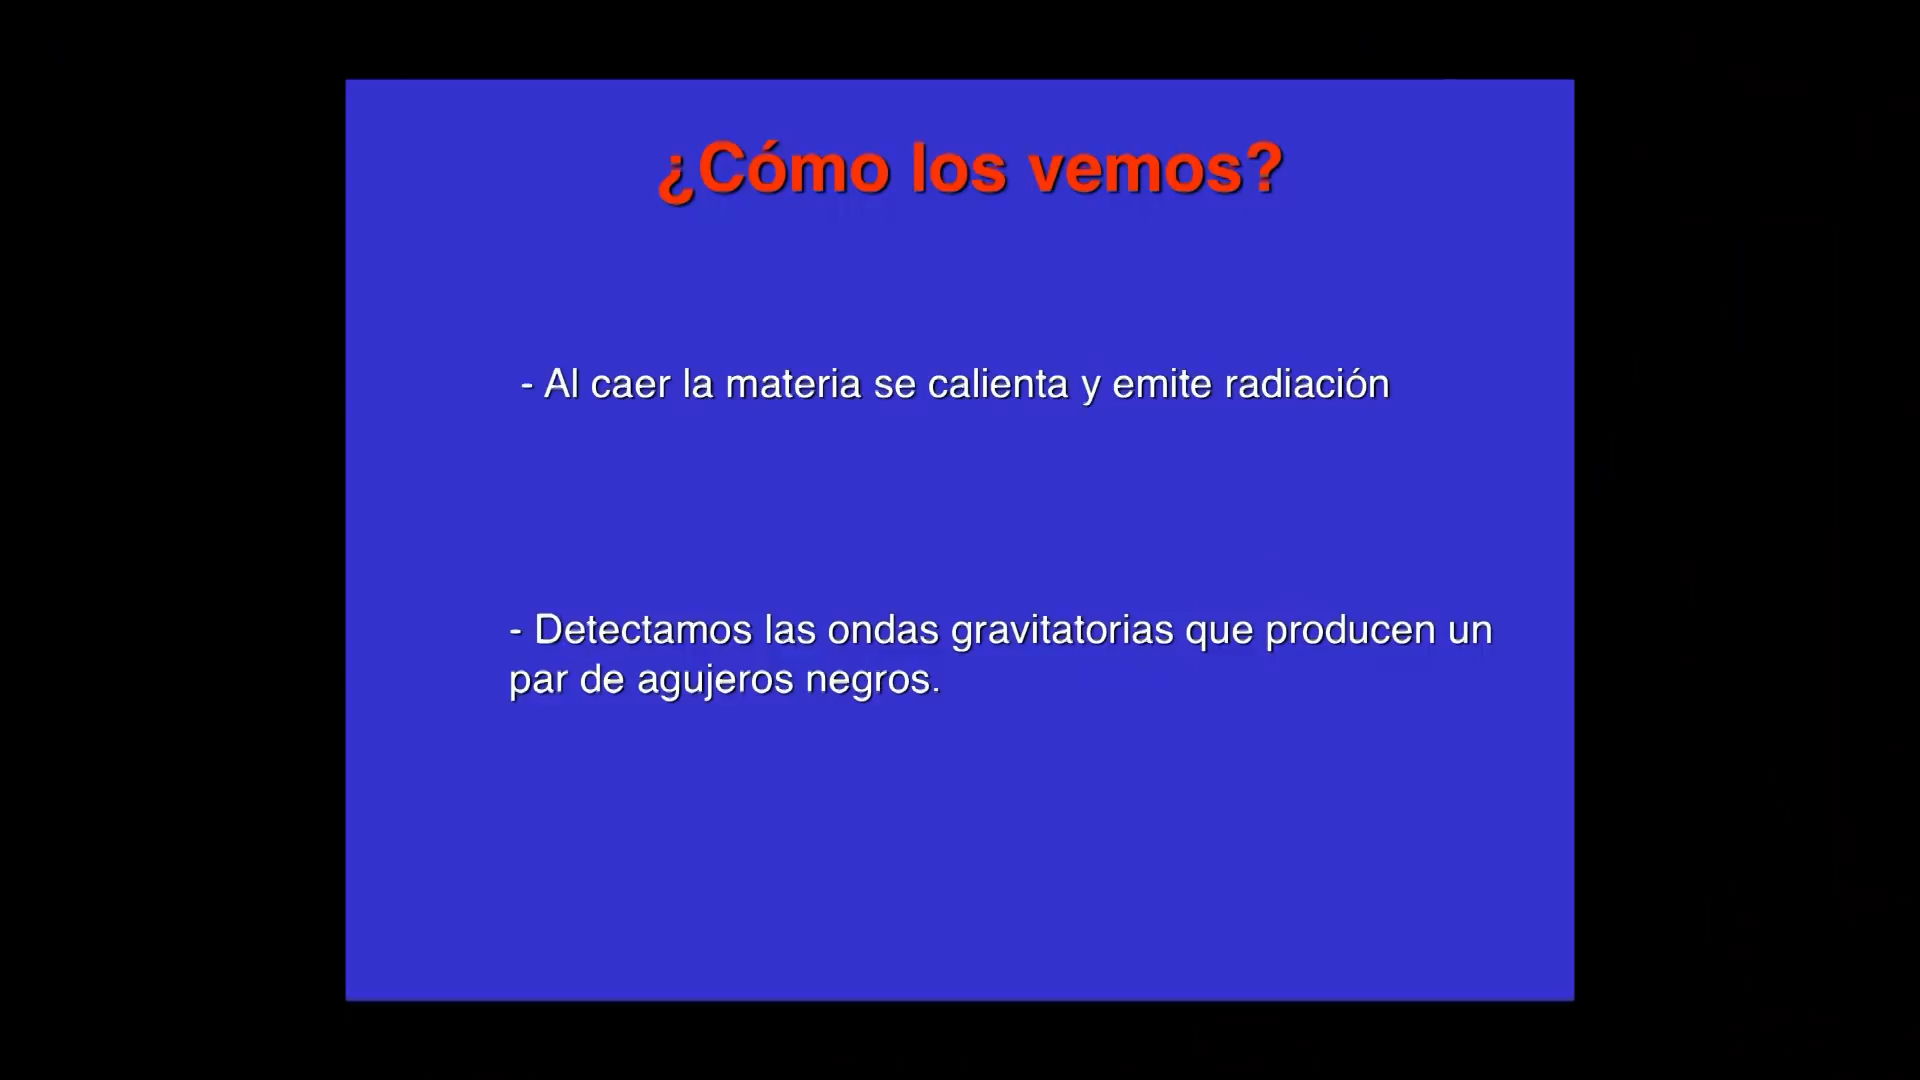 ¿Cómo los vemos?
- Al caer la materia se calienta y emite radiación
- Detectamos las ondas gravitatorias que producen un
par de agujeros negros.